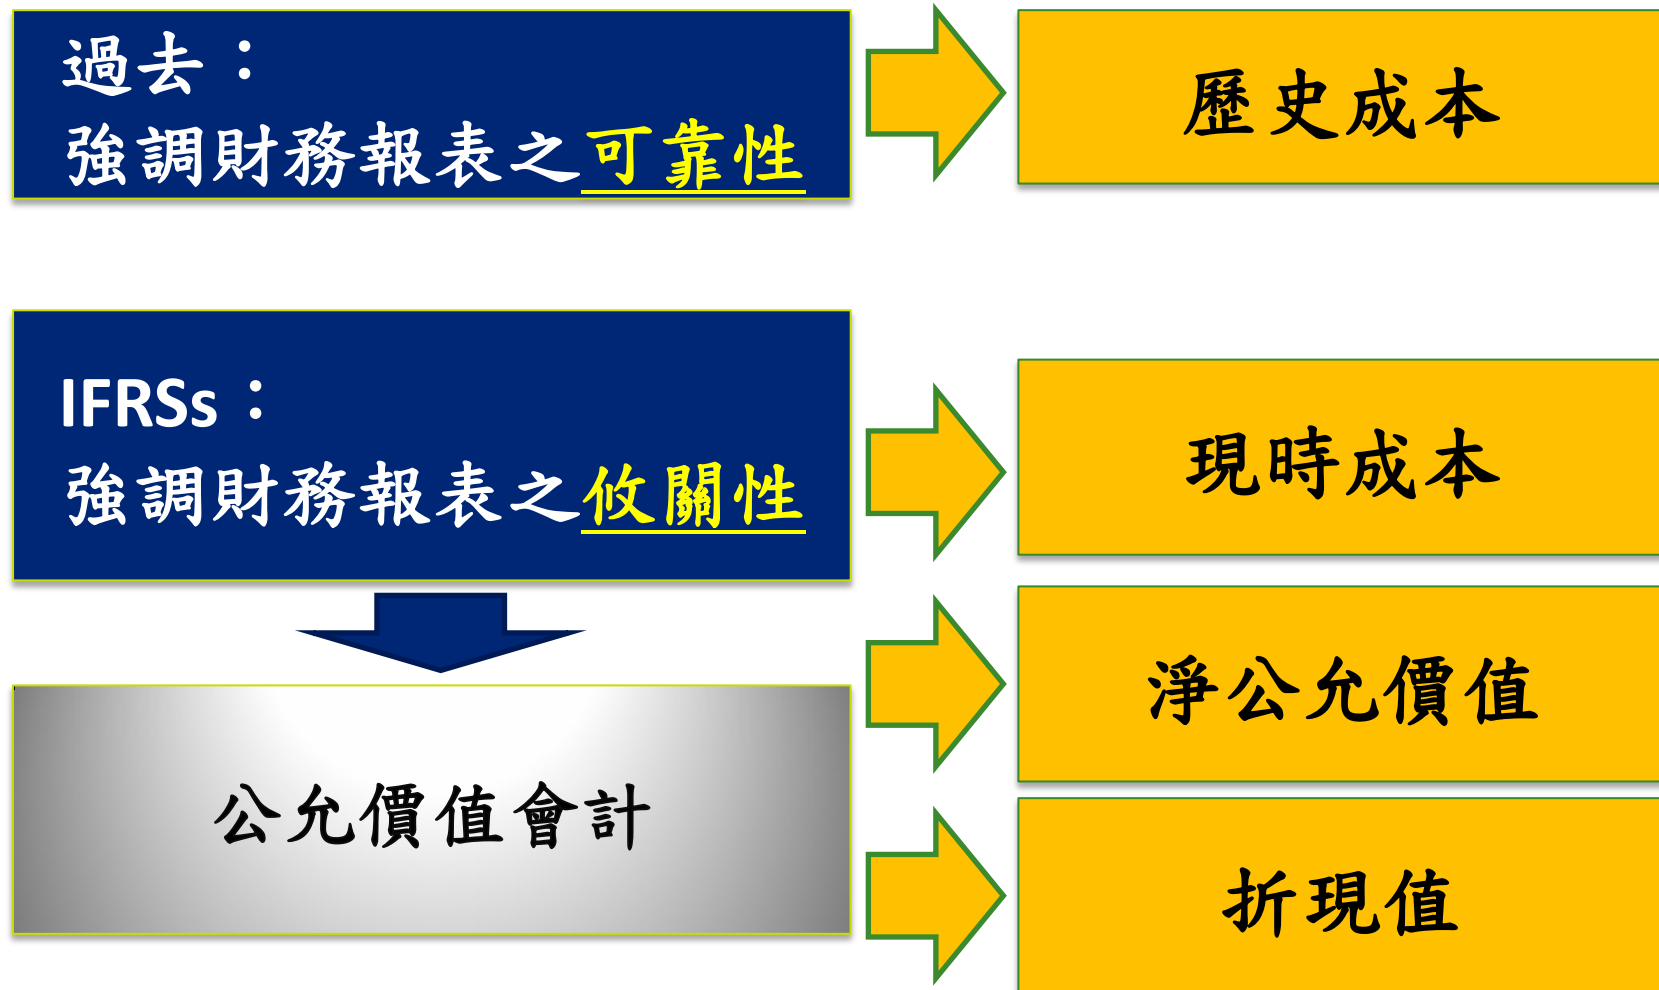 過去：
強調財務報表之可靠性
歷史成本
IFRSs：
強調財務報表之攸關性
現時成本
淨公允價值
公允價值會計
折現值